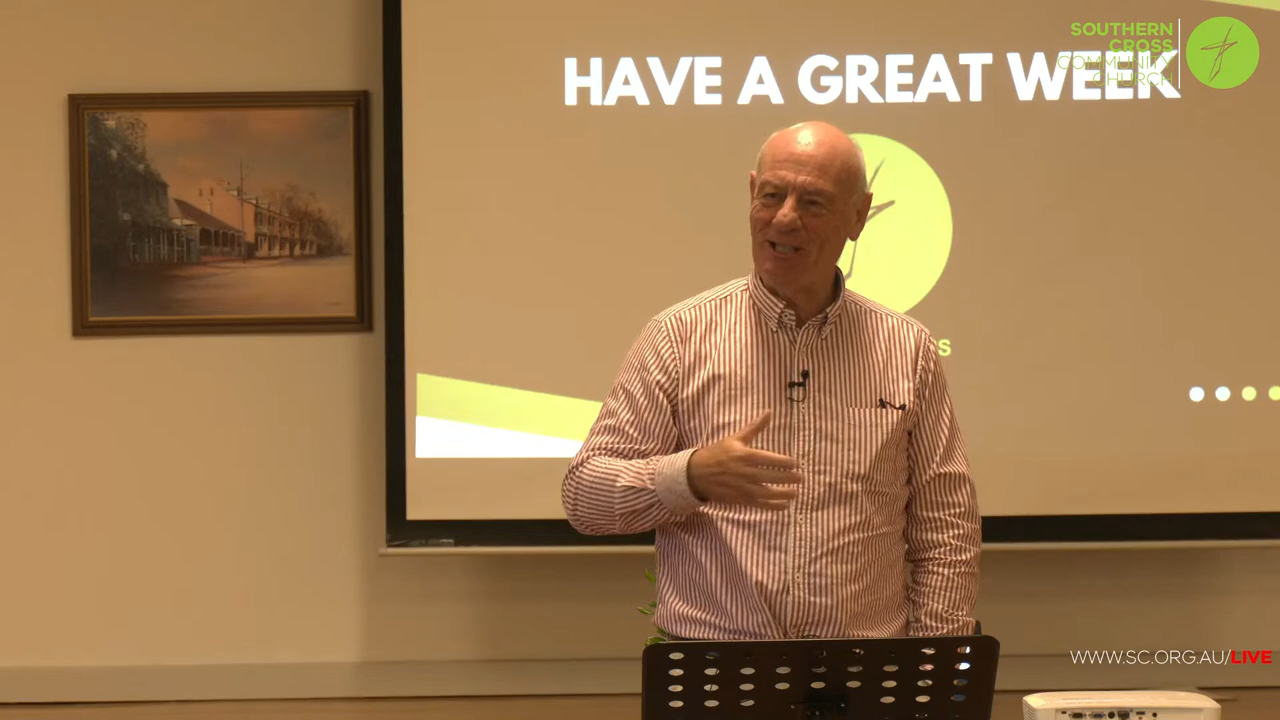 HAVE A GREAT WEEK
SOUTHERN
CROSS
COMMUNITY
CHURCH
S
WWW.SC.ORG.AU/LIVE